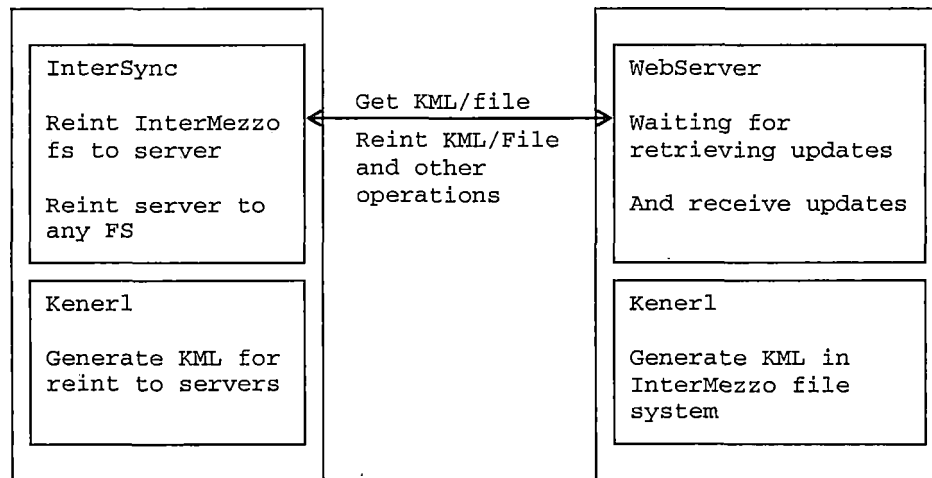 InterSync
Reint InterMezzo
fs to server
Reint server to
any FS
Kenerl
Generate KML for
reint to servers
Get KML/file
Reint KML/File
and other
operations
WebServer
Waiting for
retrieving updates
And receive updates
Kenerl
Generate KML in
InterMezzo file
system